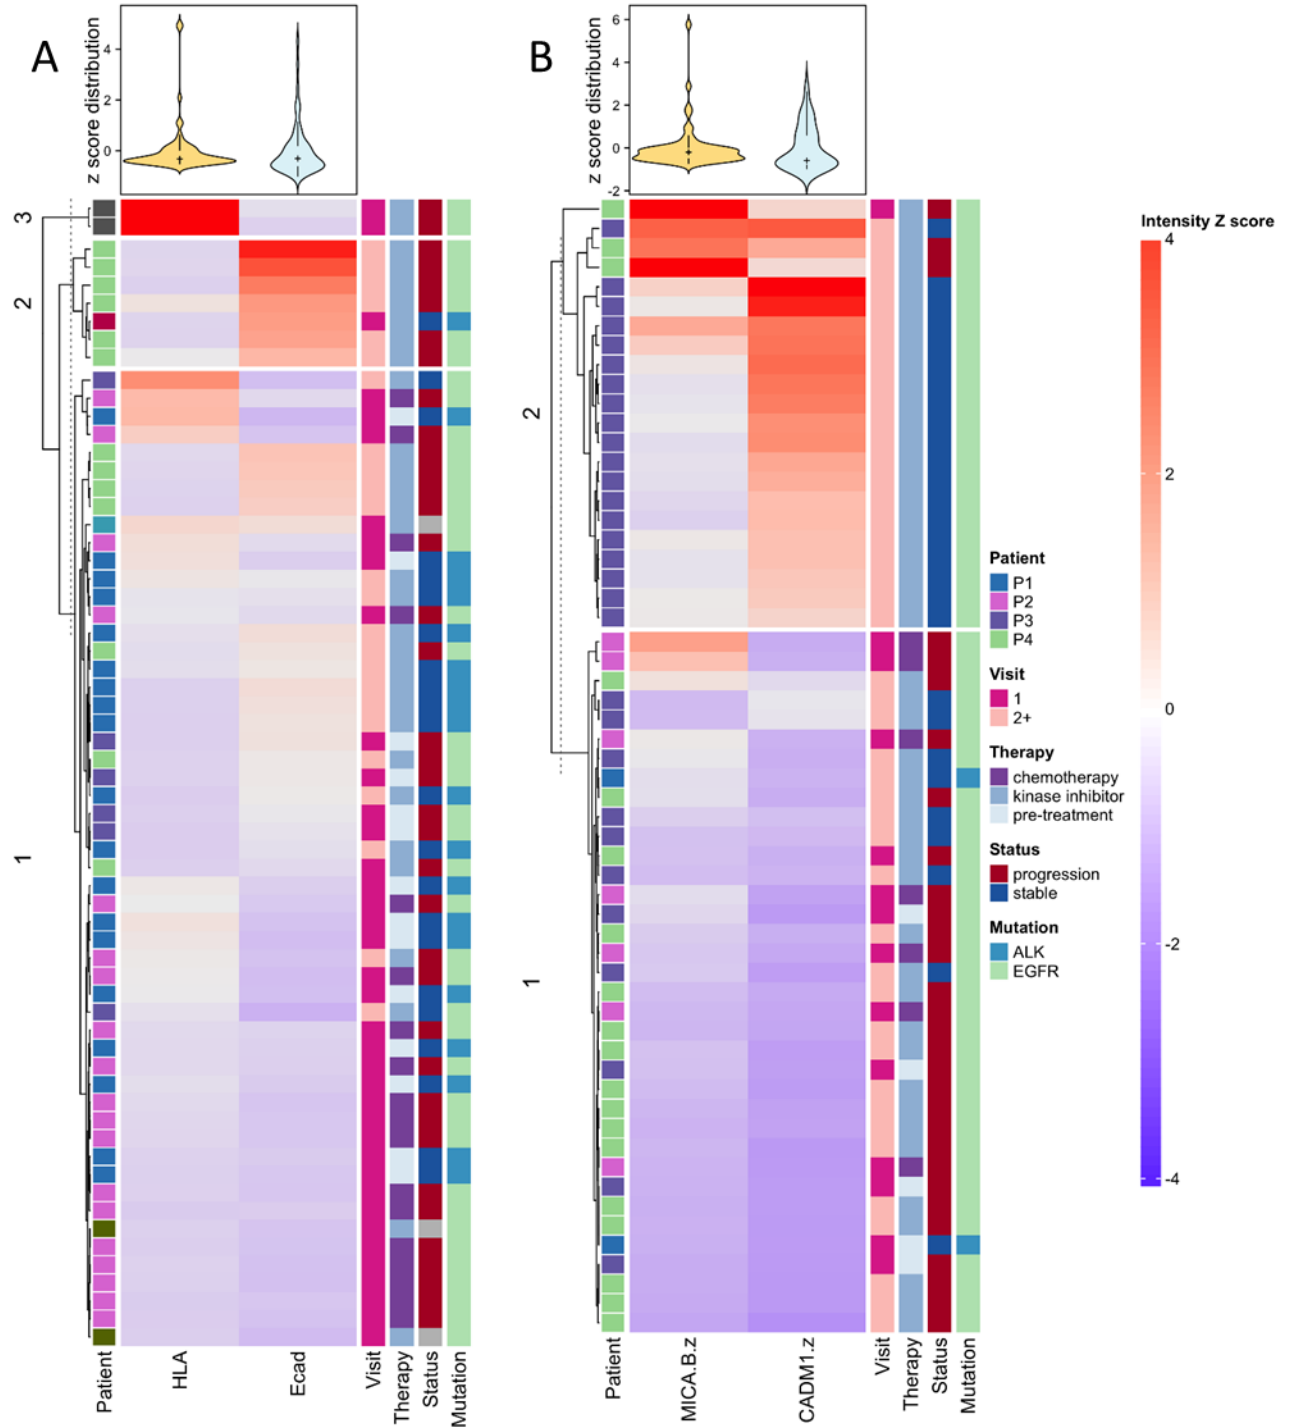 A
z score distribution
4
2
0
3
2
1
Patient
HLA
Ecad
Visit
Therapy
Status
Mutation
B
z score distribution
6
4
2
0
-2
2
1
Patient
MICA.B.z
CADM1.z
Visit
Therapy
Status
Mutation
Patient
P1
P2
P3
P4
Visit
1
2+
Therapy
chemotherapy
kinase inhibitor
pre-treatment
Status
progression
stable
Mutation
ALK
EGFR
Intensity Z score
4
2
0
-2
-4